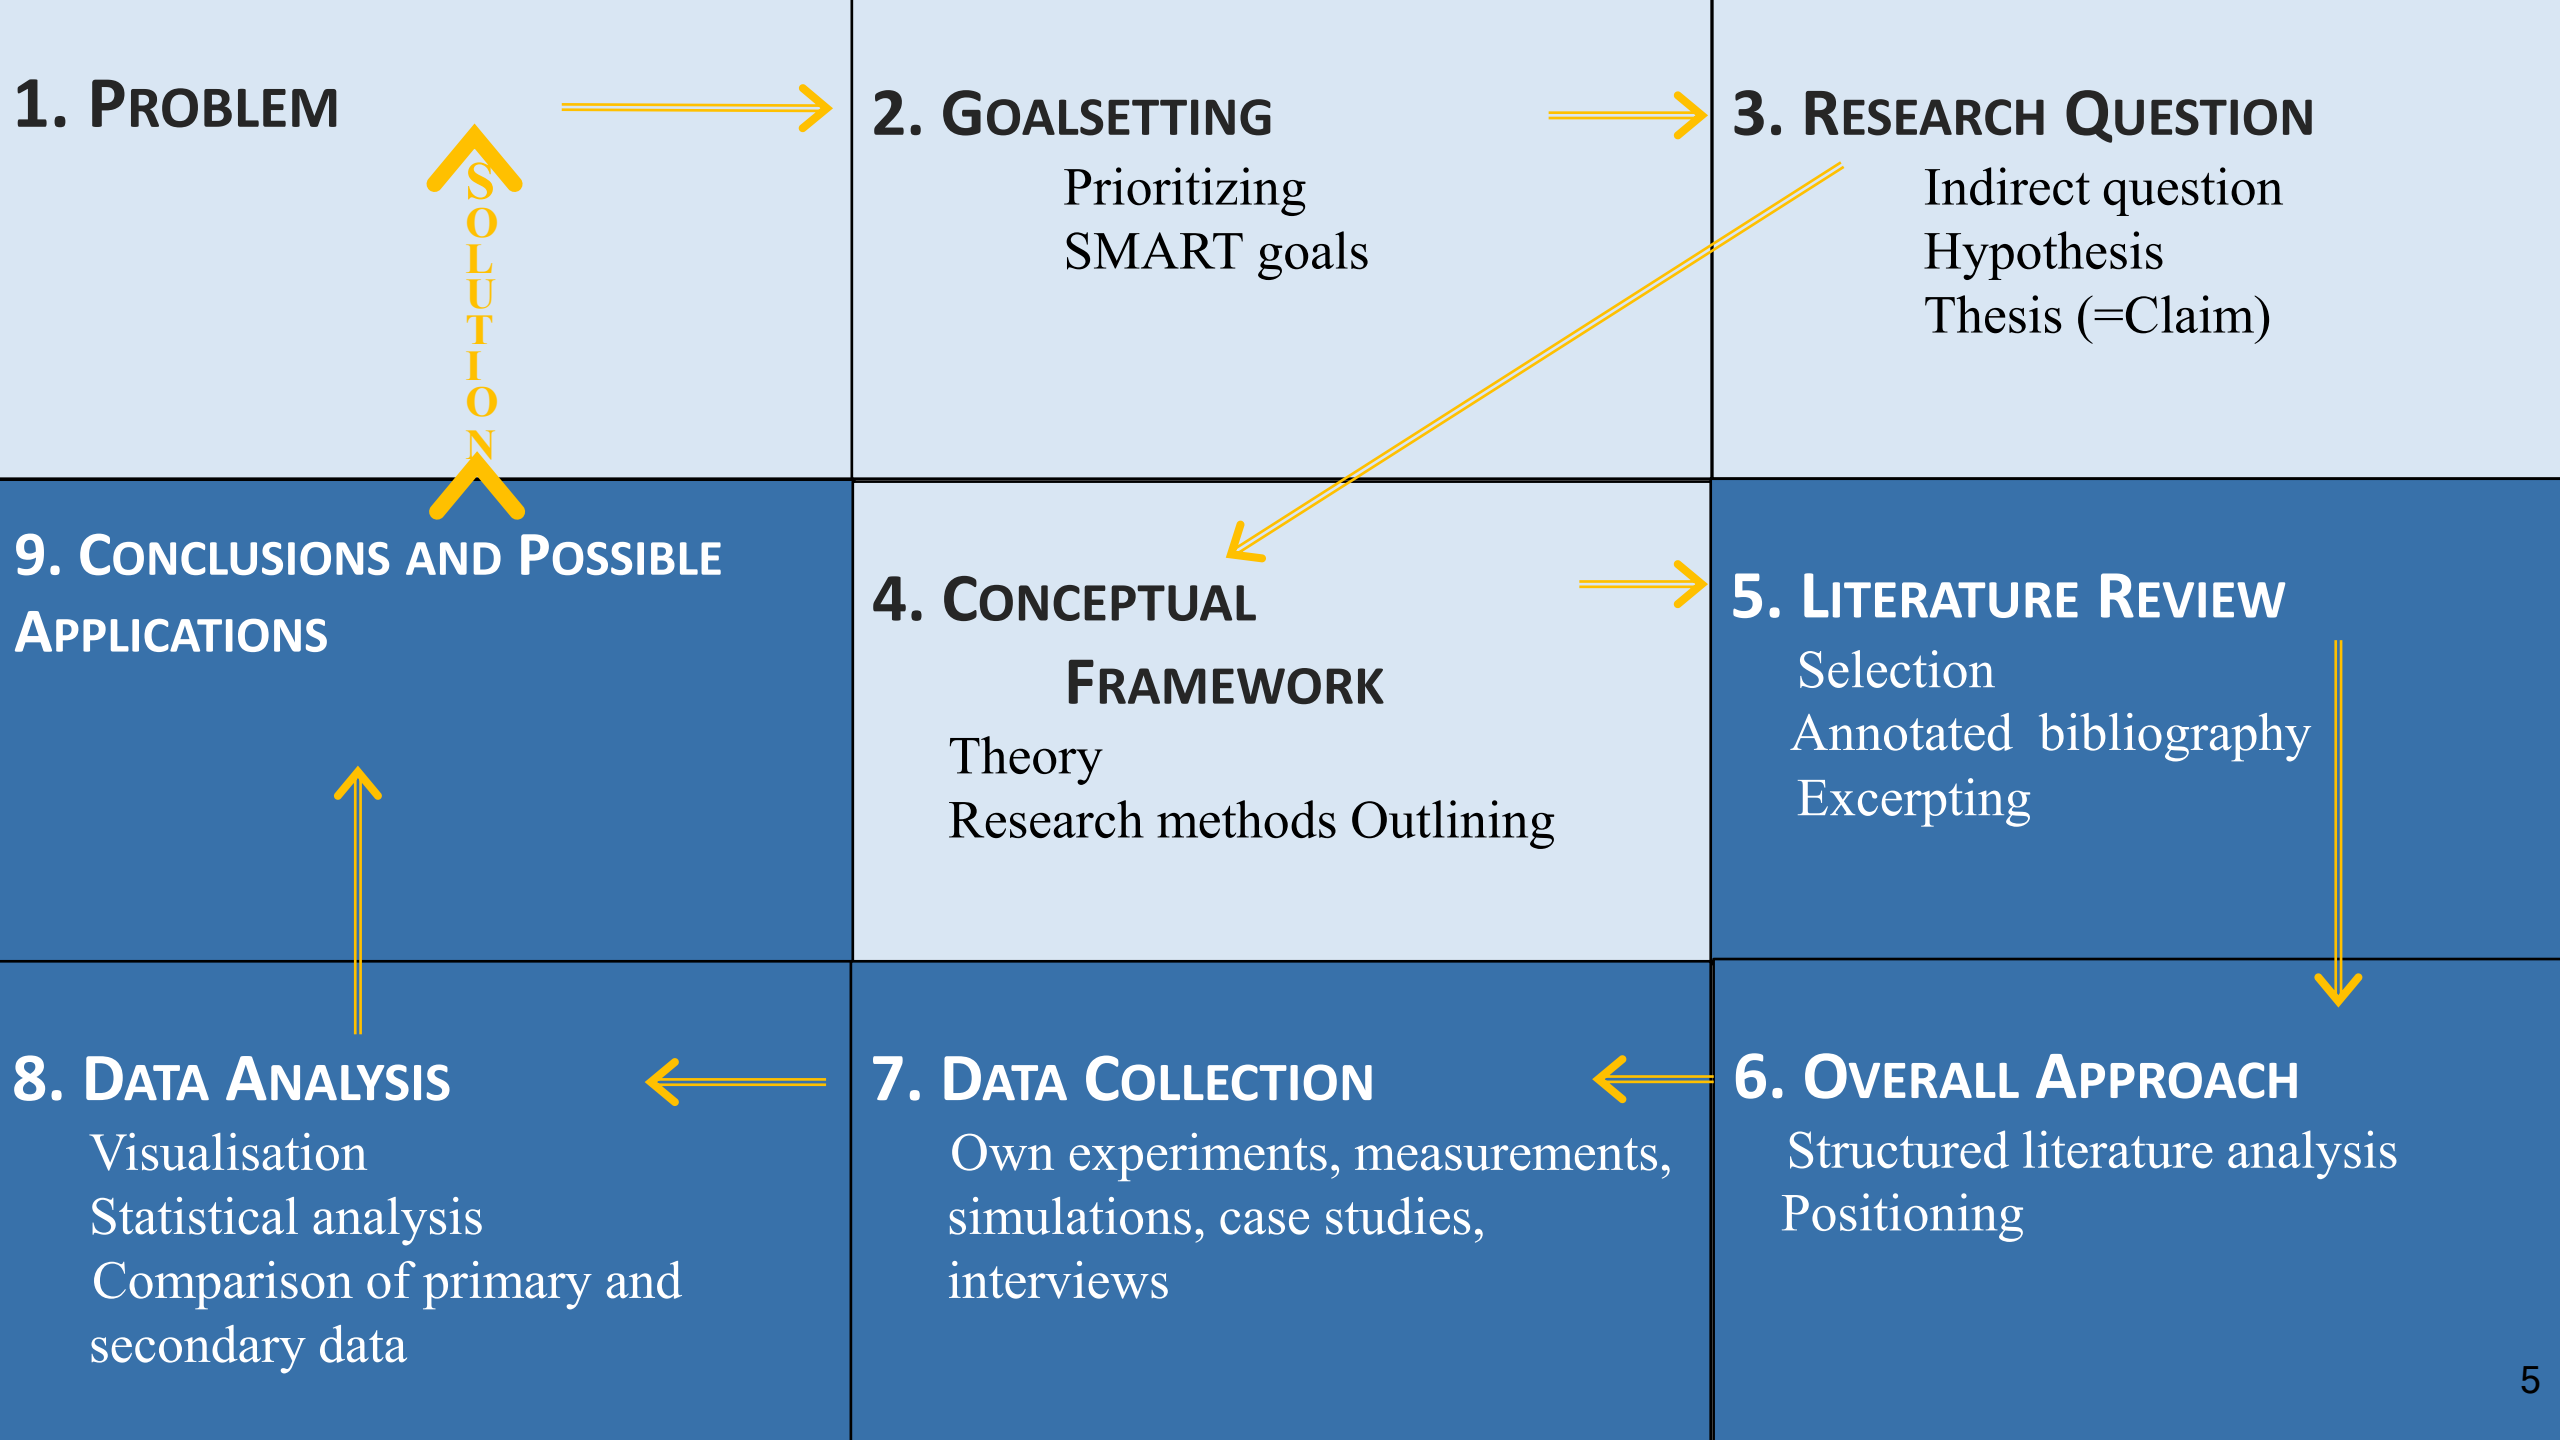 1. PROBLEM
S
O
L
U
T
I
O
N
2. GOALSETTING
Prioritizing
SMART goals
3. RESEARCH QUESTION
Indirect question
Hypothesis
Thesis (=Claim)
9. CONCLUSIONS AND POSSIBLE
APPLICATIONS
4. CONCEPTUAL
FRAMEWORK
Theory
Research methods Outlining
5. LITERATURE REVIEW
Selection
Annotated bibliography
Excerpting
8. DATA ANALYSIS
Visualisation
Statistical analysis
Comparison of primary and
secondary data
7. DATA COLLECTION
Own experiments, measurements,
simulations, case studies,
interviews
6. OVERALL APPROACH
Structured literature analysis
Positioning
5